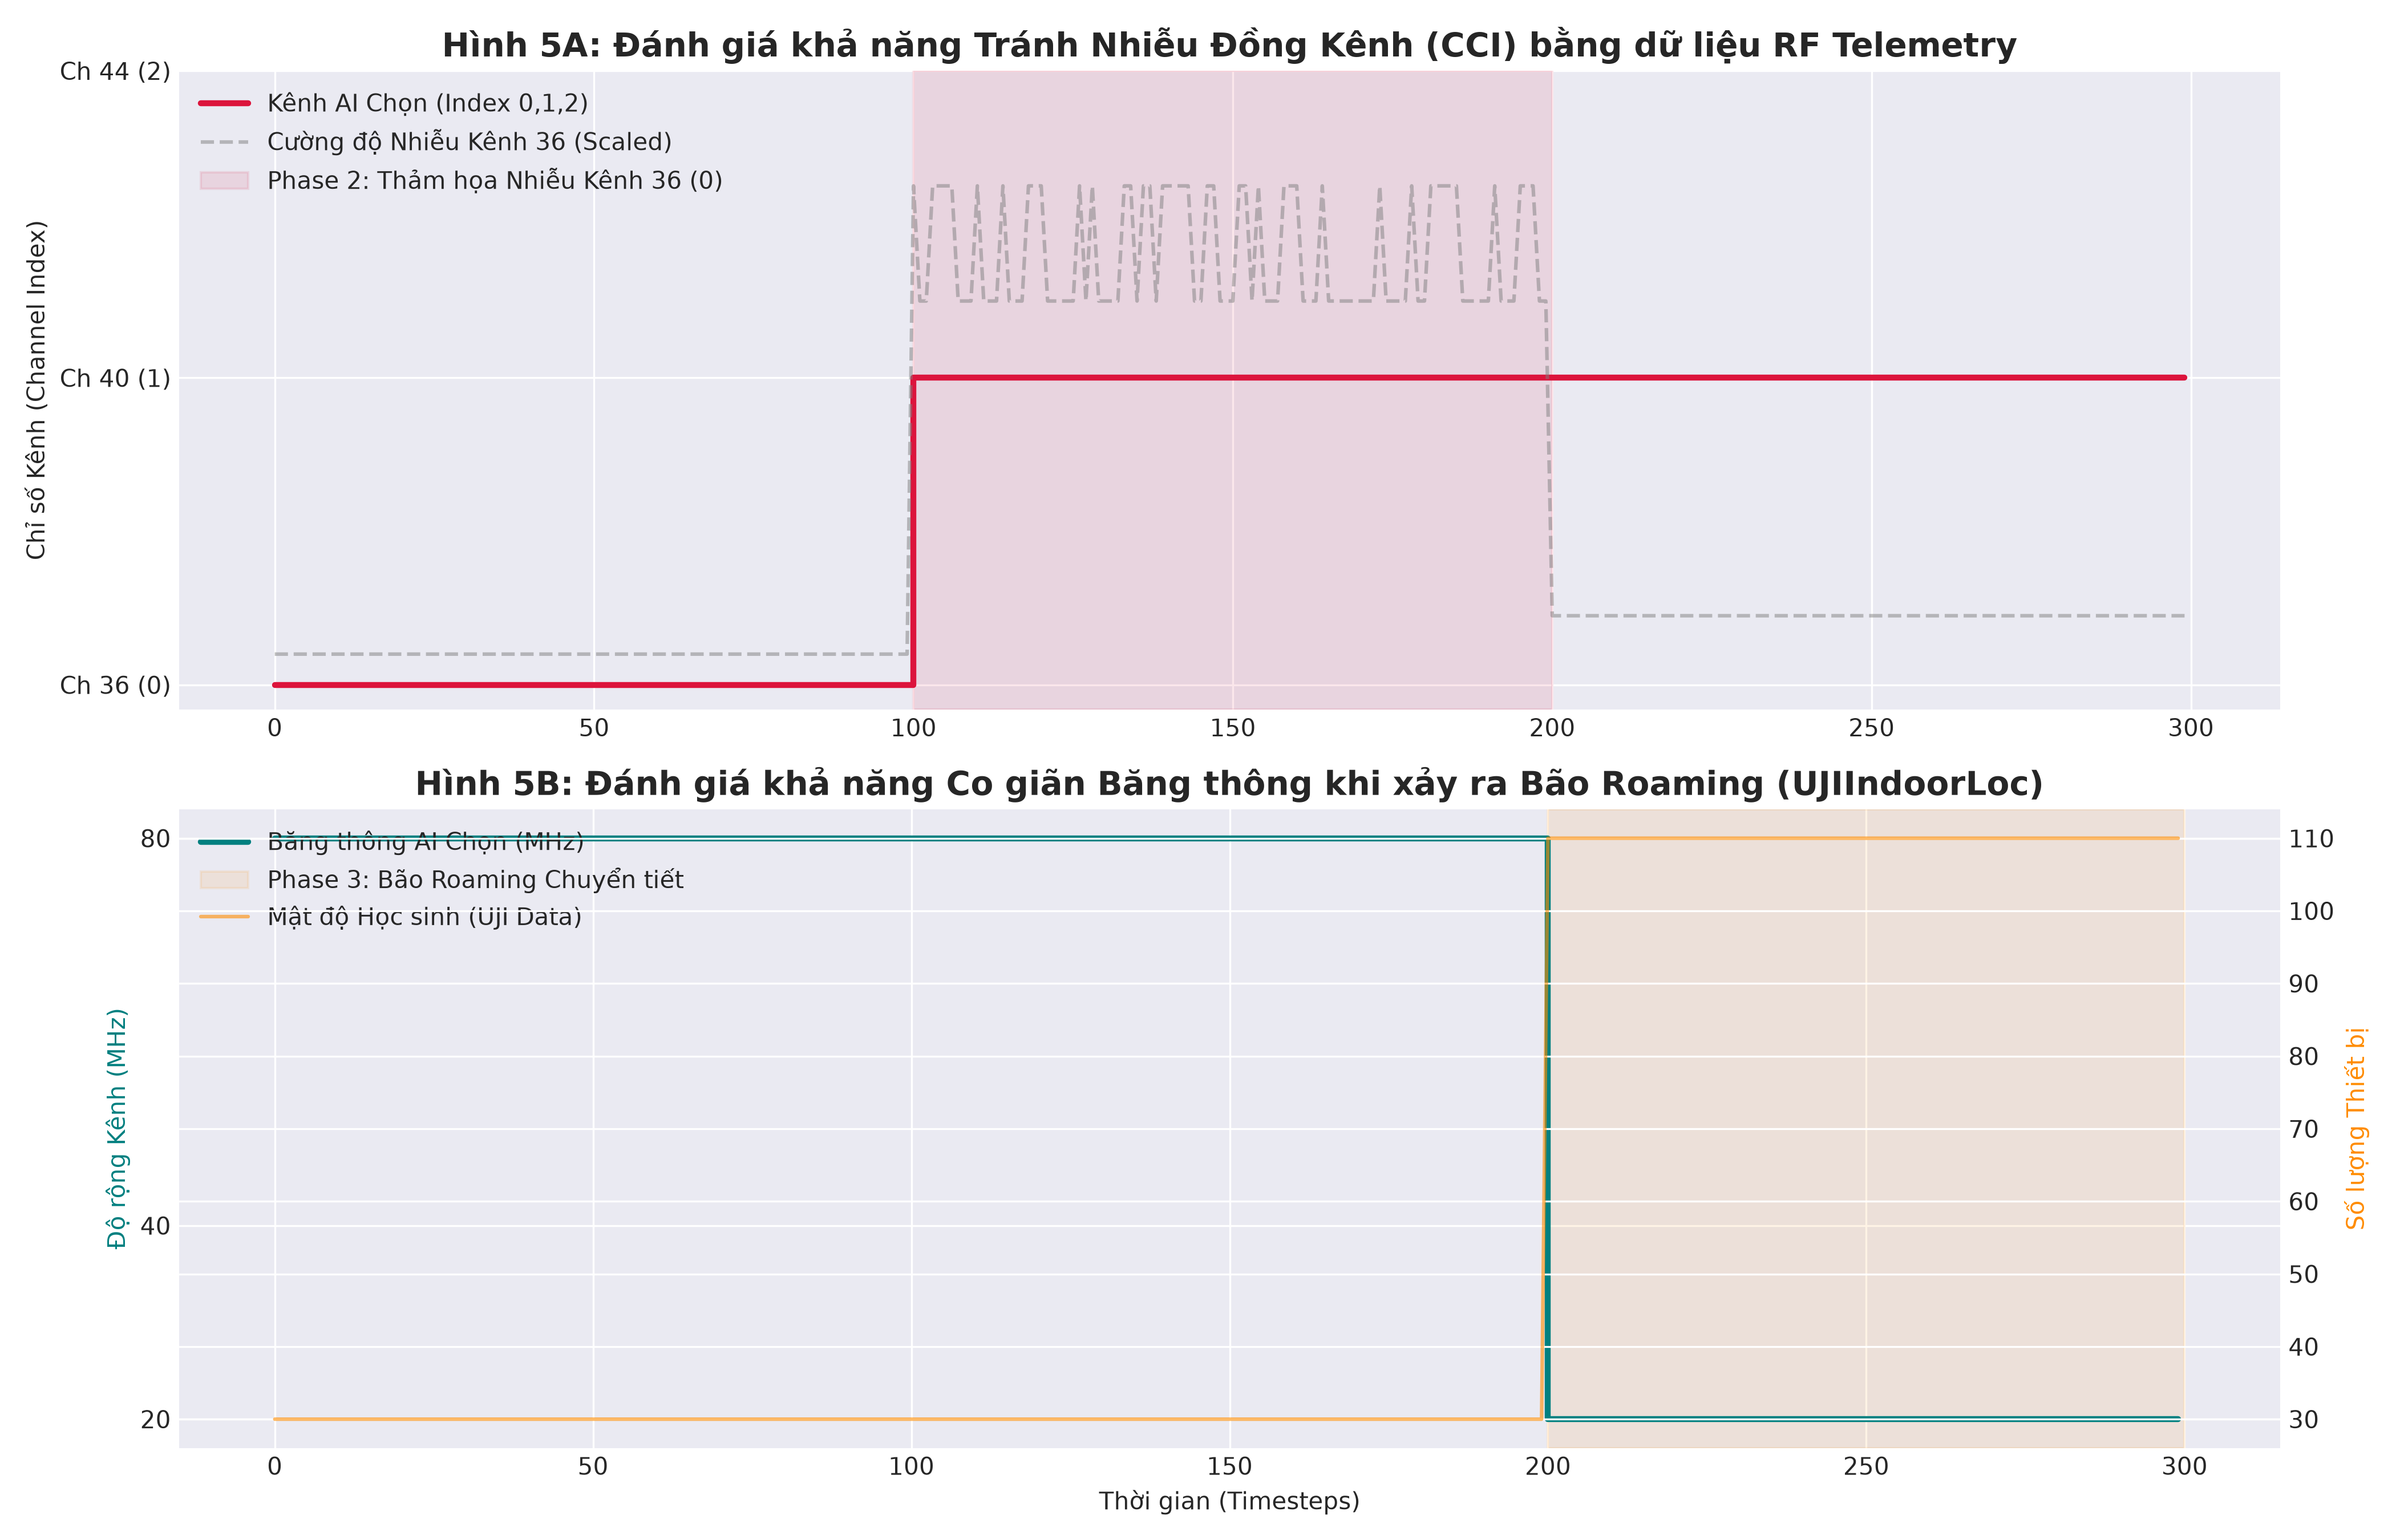 Hình 5A: Đánh giá khả năng Tránh Nhiễu Đồng Kênh (CCI) bằng dữ liệu RF Telemetry
Ch 44 (2)
Ch 40 (1)
Ch 36 (0)
Chỉ số Kênh (Channel Index)
Kênh AI Chọn (Index 0,1,2)
Cường độ Nhiễu Kênh 36 (Scaled)
Phase 2: Thảm họa Nhiễu Kênh 36 (0)
0 50 100 150 200 250 300
Hình 5B: Đánh giá khả năng Co giãn Băng thông khi xảy ra Bão Roaming (UJIIndoorLoc)
80
40
20
Độ rộng Kênh (MHz)
Băng thông AI Chọn (MHz)
Phase 3: Bão Roaming Chuyển tiết
Mật độ Học sinh (Uji Data)
110
100
90
80
70
60
50
40
30
Số lượng Thiết bị
0 50 100 150 200 250 300
Thời gian (Timesteps)